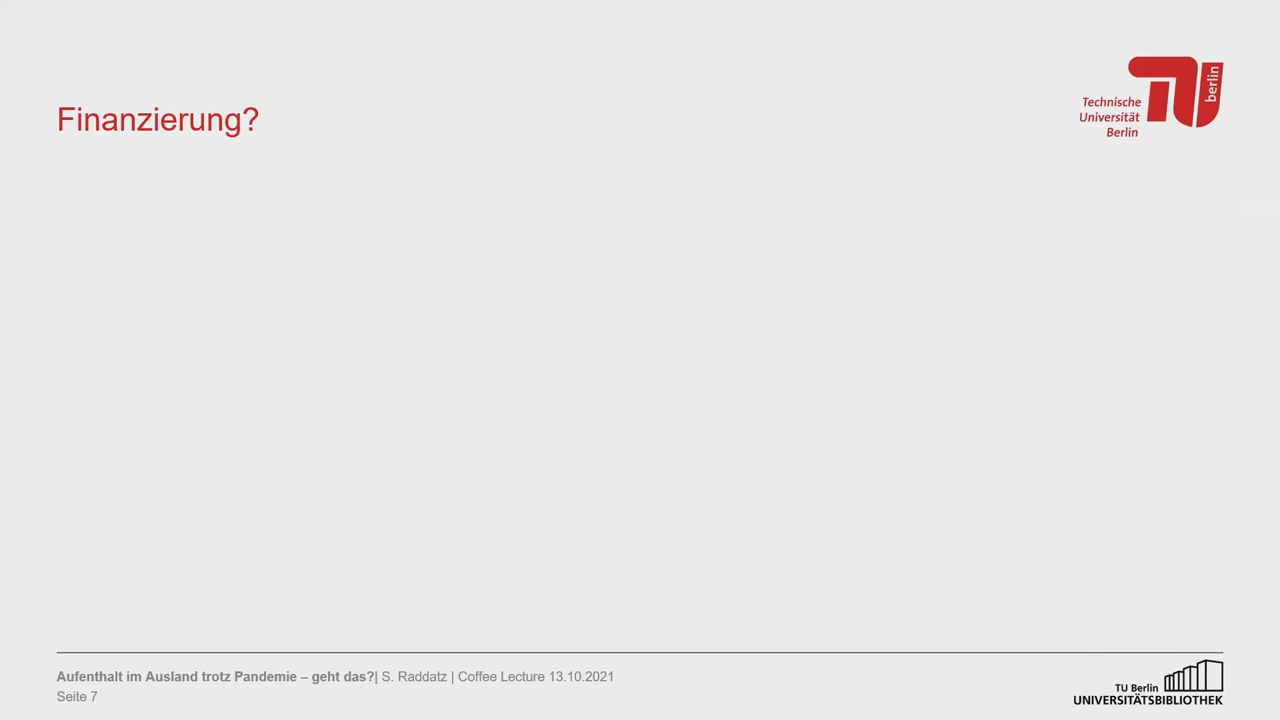 Finanzierung?
Technische
Universität
Berlin
berlin
Aufenthalt im Ausland trotz Pandemie – geht das?| S. Raddatz | Coffee Lecture 13.10.2021
Seite 7
TU Berlin
UNIVERSITÄTSBIBLIOTHEK